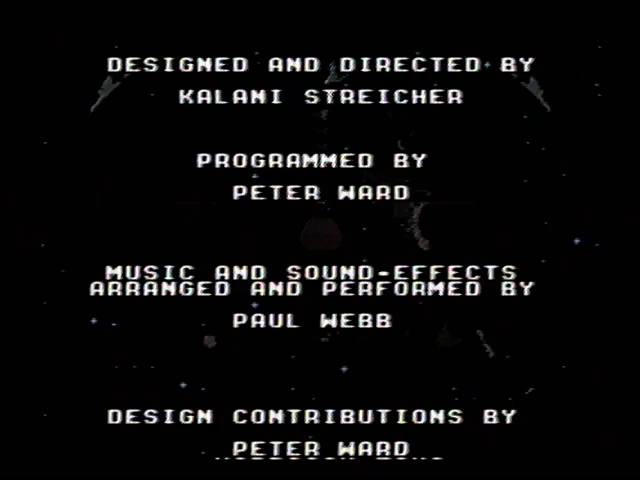 DESIGNED AND DIRECTED BY
KALANI STREICHER
PROGRAMMED BY
PETER WARD
MUSIC AND SOUND-EFFECTS
ARRANGED AND PERFORMED BY
PAUL WEBB
DESIGN CONTRIBUTIONS BY
PETER WARD